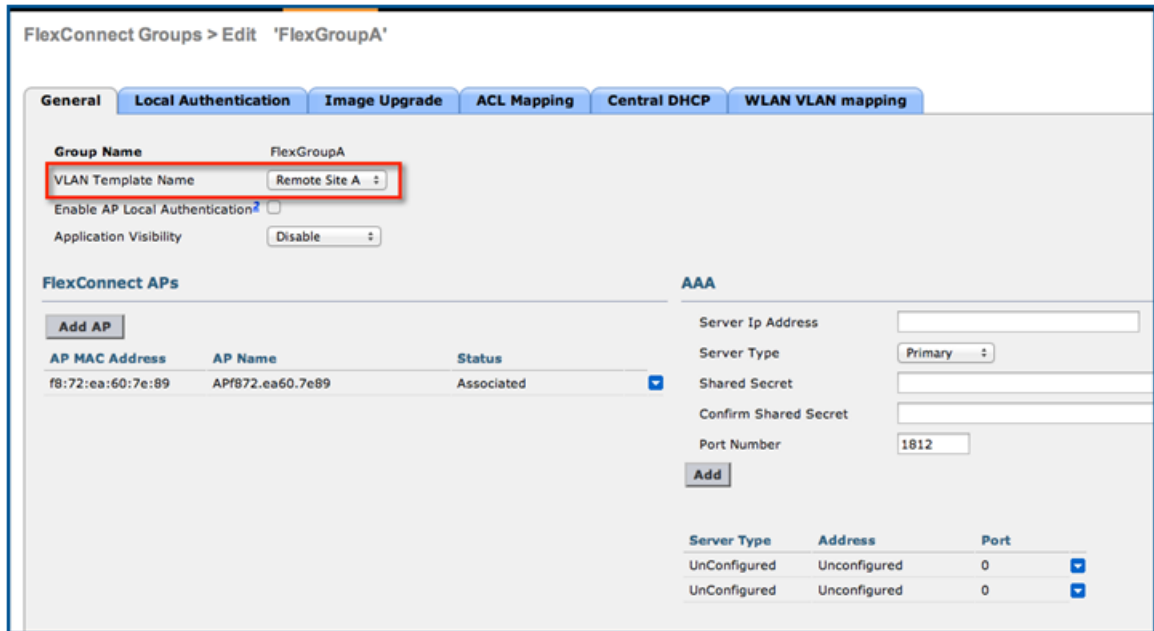 FlexConnect Groups > Edit 'FlexGroupA'
General Local Authentication Image Upgrade ACL Mapping Central DHCP WLAN VLAN mapping
Group Name FlexGroupA
VLAN Template Name Remote Site A
Enable AP Local Authentication2
Application Visibility Disable
FlexConnect APs
Add AP
AP MAC Address AP Name Status
f8:72:ea:60:7e:89 APf872.ea60.7e89 Associated
AAA
Server Ip Address
Server Type Primary
Shared Secret
Confirm Shared Secret
Port Number 1812
Add
Server Type Address Port
UnConfigured Unconfigured 0
UnConfigured Unconfigured 0